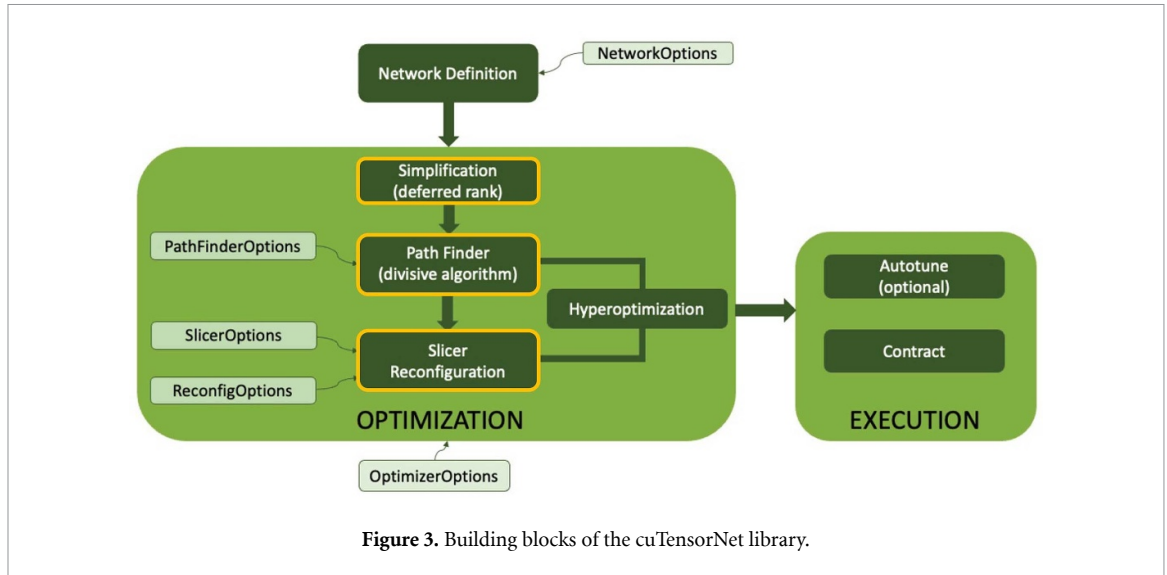 NetworkOptions
Network Definition
Simplification
(deferred rank)
PathFinderOptions
Path Finder
(divisive algorithm)
Hyperoptimization
SlicerOptions
Slicer
Reconfiguration
ReconfigOptions
OPTIMIZATION
OptimizerOptions
Autotune
(optional)
Contract
EXECUTION
Figure 3. Building blocks of the cuTensorNet library.